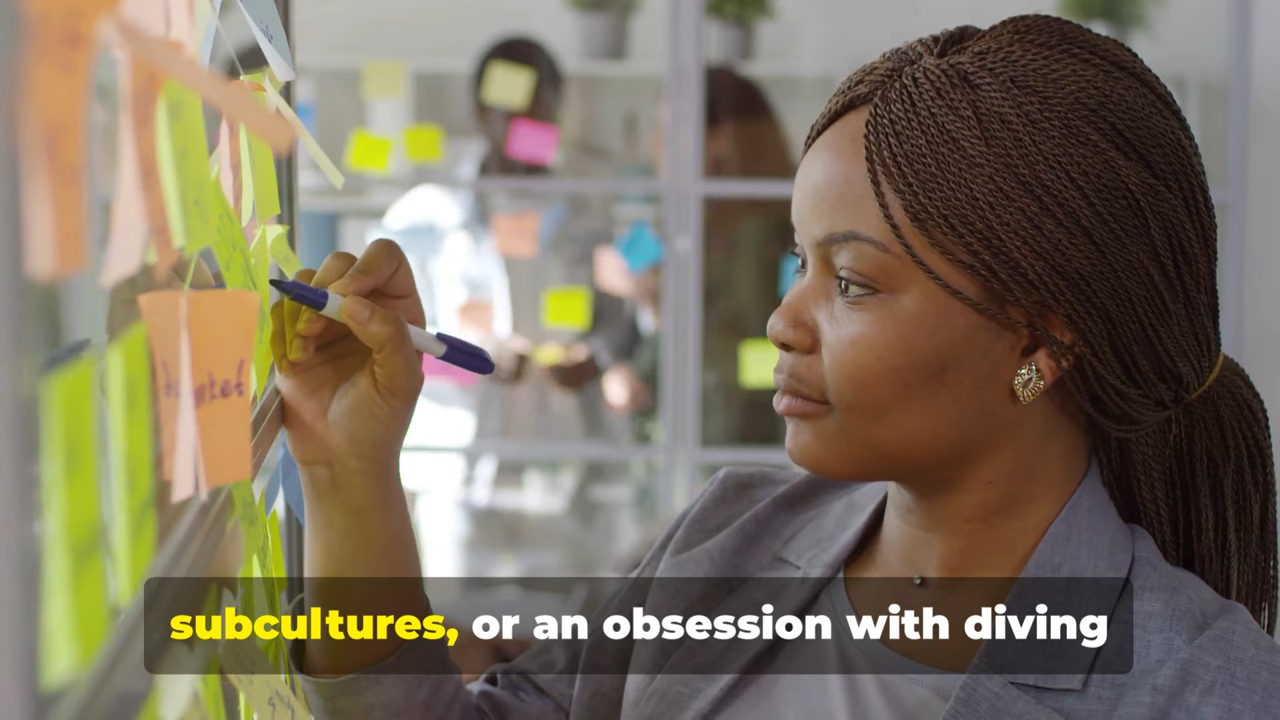 subcultures, or an obsession with diving